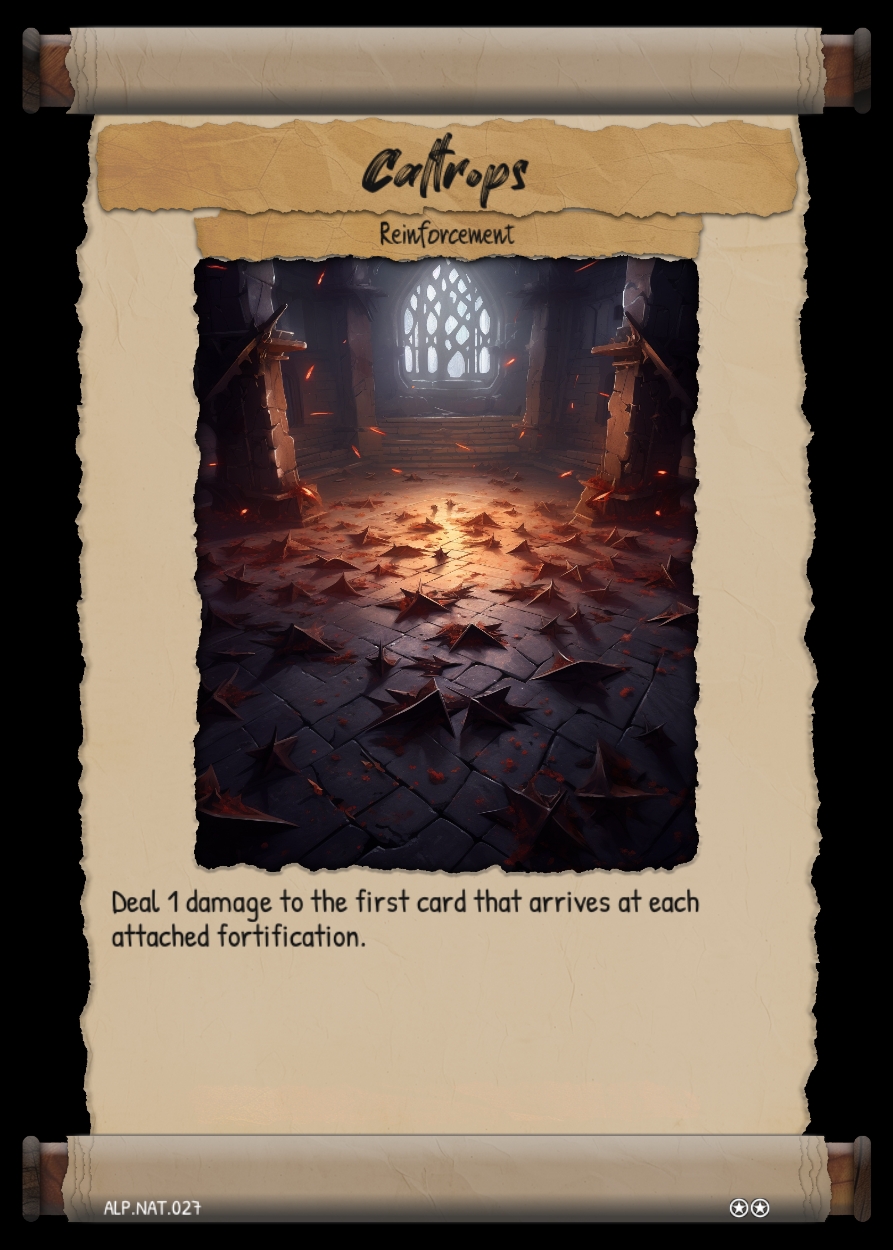 Caltrops
Reinforcement
Deal 1 damage to the first card that arrives at each
attached fortification.
ALP.NAT.027